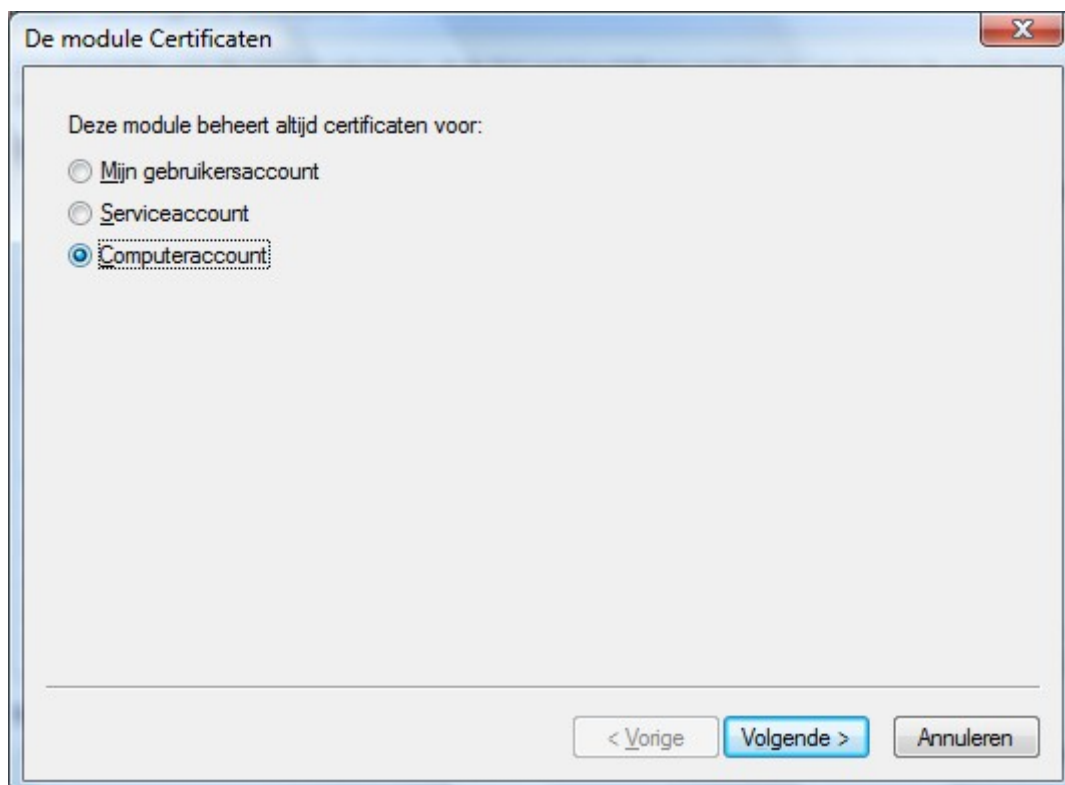 De module Certificaten
Deze module beheert altijd certificaten voor:
Mijn gebruikersaccount
Serviceaccount
Computeraccount
< Vorige
Volgende >
Annuleren